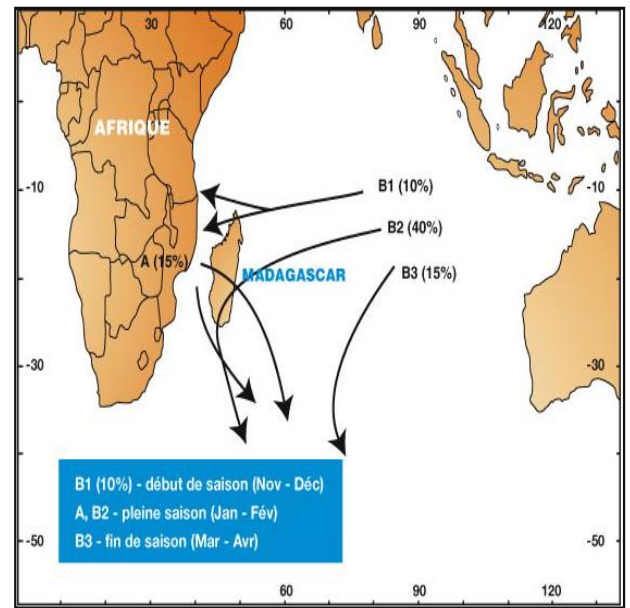 30 60 90 120
AFRIQUE
-10 B1 (10%) -10
B2 (40%)
A (15%) MADAGASCAR B3 (15%)
-30 -30
B1 (10%) - début de saison (Nov - Déc)
A, B2 - pleine saison (Jan - Fév)
B3 - fin de saison (Mar - Avr)
-50 -50
60 90 120